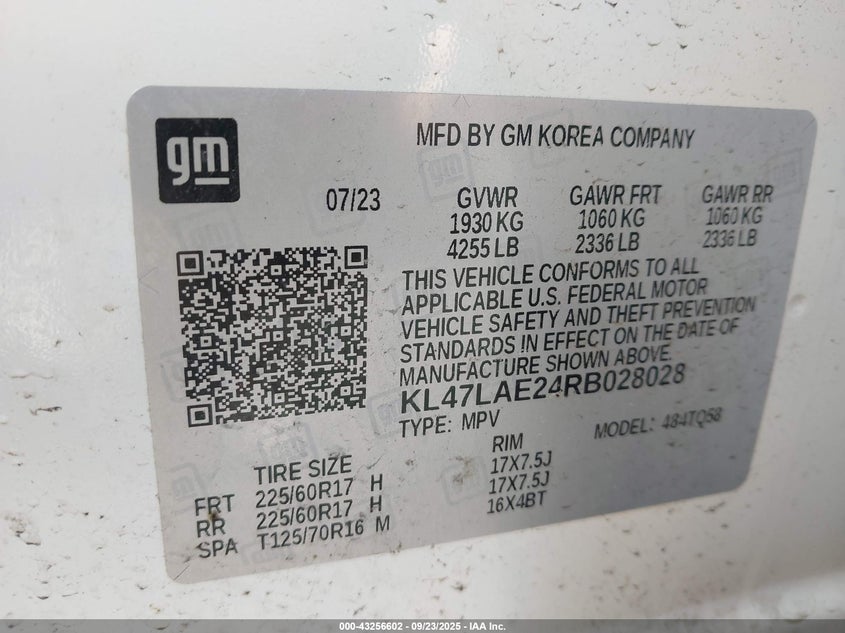 gm
MFD BY GM KOREA COMPANY
07/23 GVWR GAWR FRT GAWR RR
1930 KG 1060 KG 1060 KG
4255 LB 2336 LB 2336 LB
THIS VEHICLE CONFORMS TO ALL
APPLICABLE U.S. FEDERAL MOTOR
VEHICLE SAFETY AND THEFT PREVENTION
STANDARDS IN EFFECT ON THE DATE OF
MANUFACTURE SHOWN ABOVE.
KL47LAE24RB028028
TYPE: MPV MODEL: 484TQ58
TIRE SIZE RIM
FRT 225/60R17 H 17X7.5J
RR 225/60R17 H 17X7.5J
SPA T125/70R16 M 16X4BT
000-43256602 - 09/23/2025 - IAA Inc.